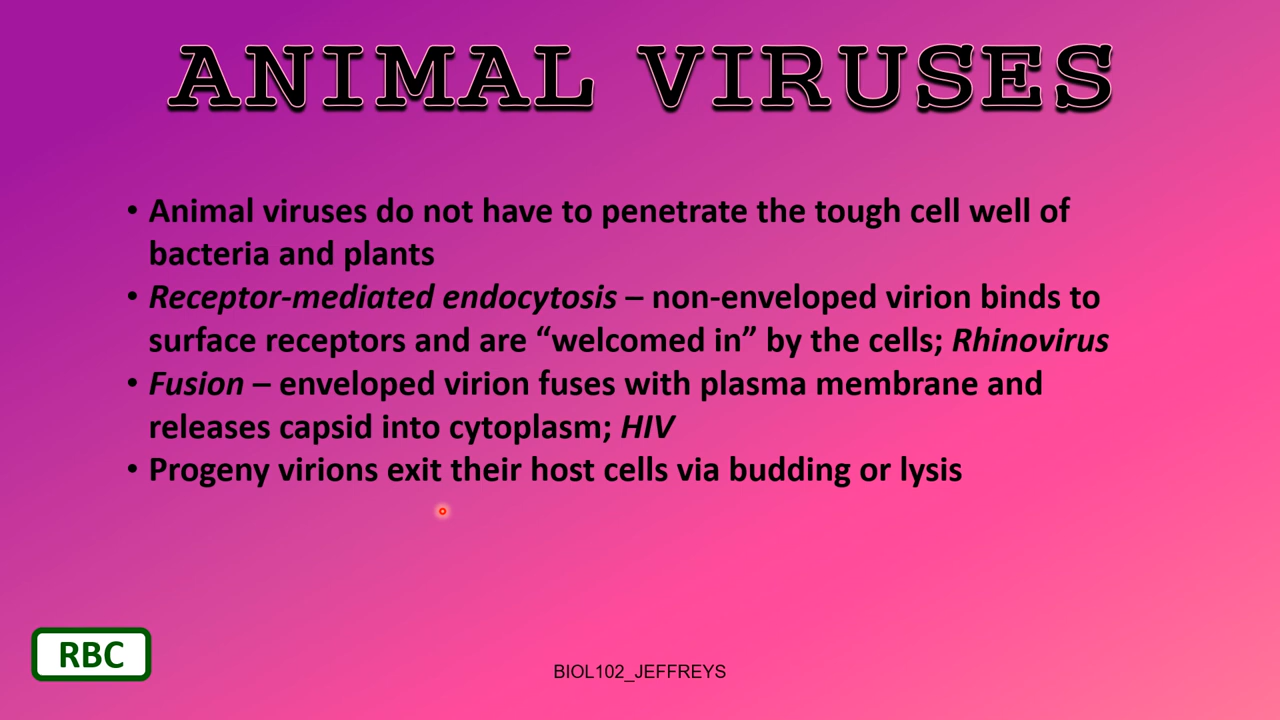 ANIMAL VIRUSES
• Animal viruses do not have to penetrate the tough cell well of
bacteria and plants
• Receptor-mediated endocytosis – non-enveloped virion binds to
surface receptors and are “welcomed in” by the cells; Rhinovirus
• Fusion – enveloped virion fuses with plasma membrane and
releases capsid into cytoplasm; HIV
• Progeny virions exit their host cells via budding or lysis
RBC
BIOL102_JEFFREYS